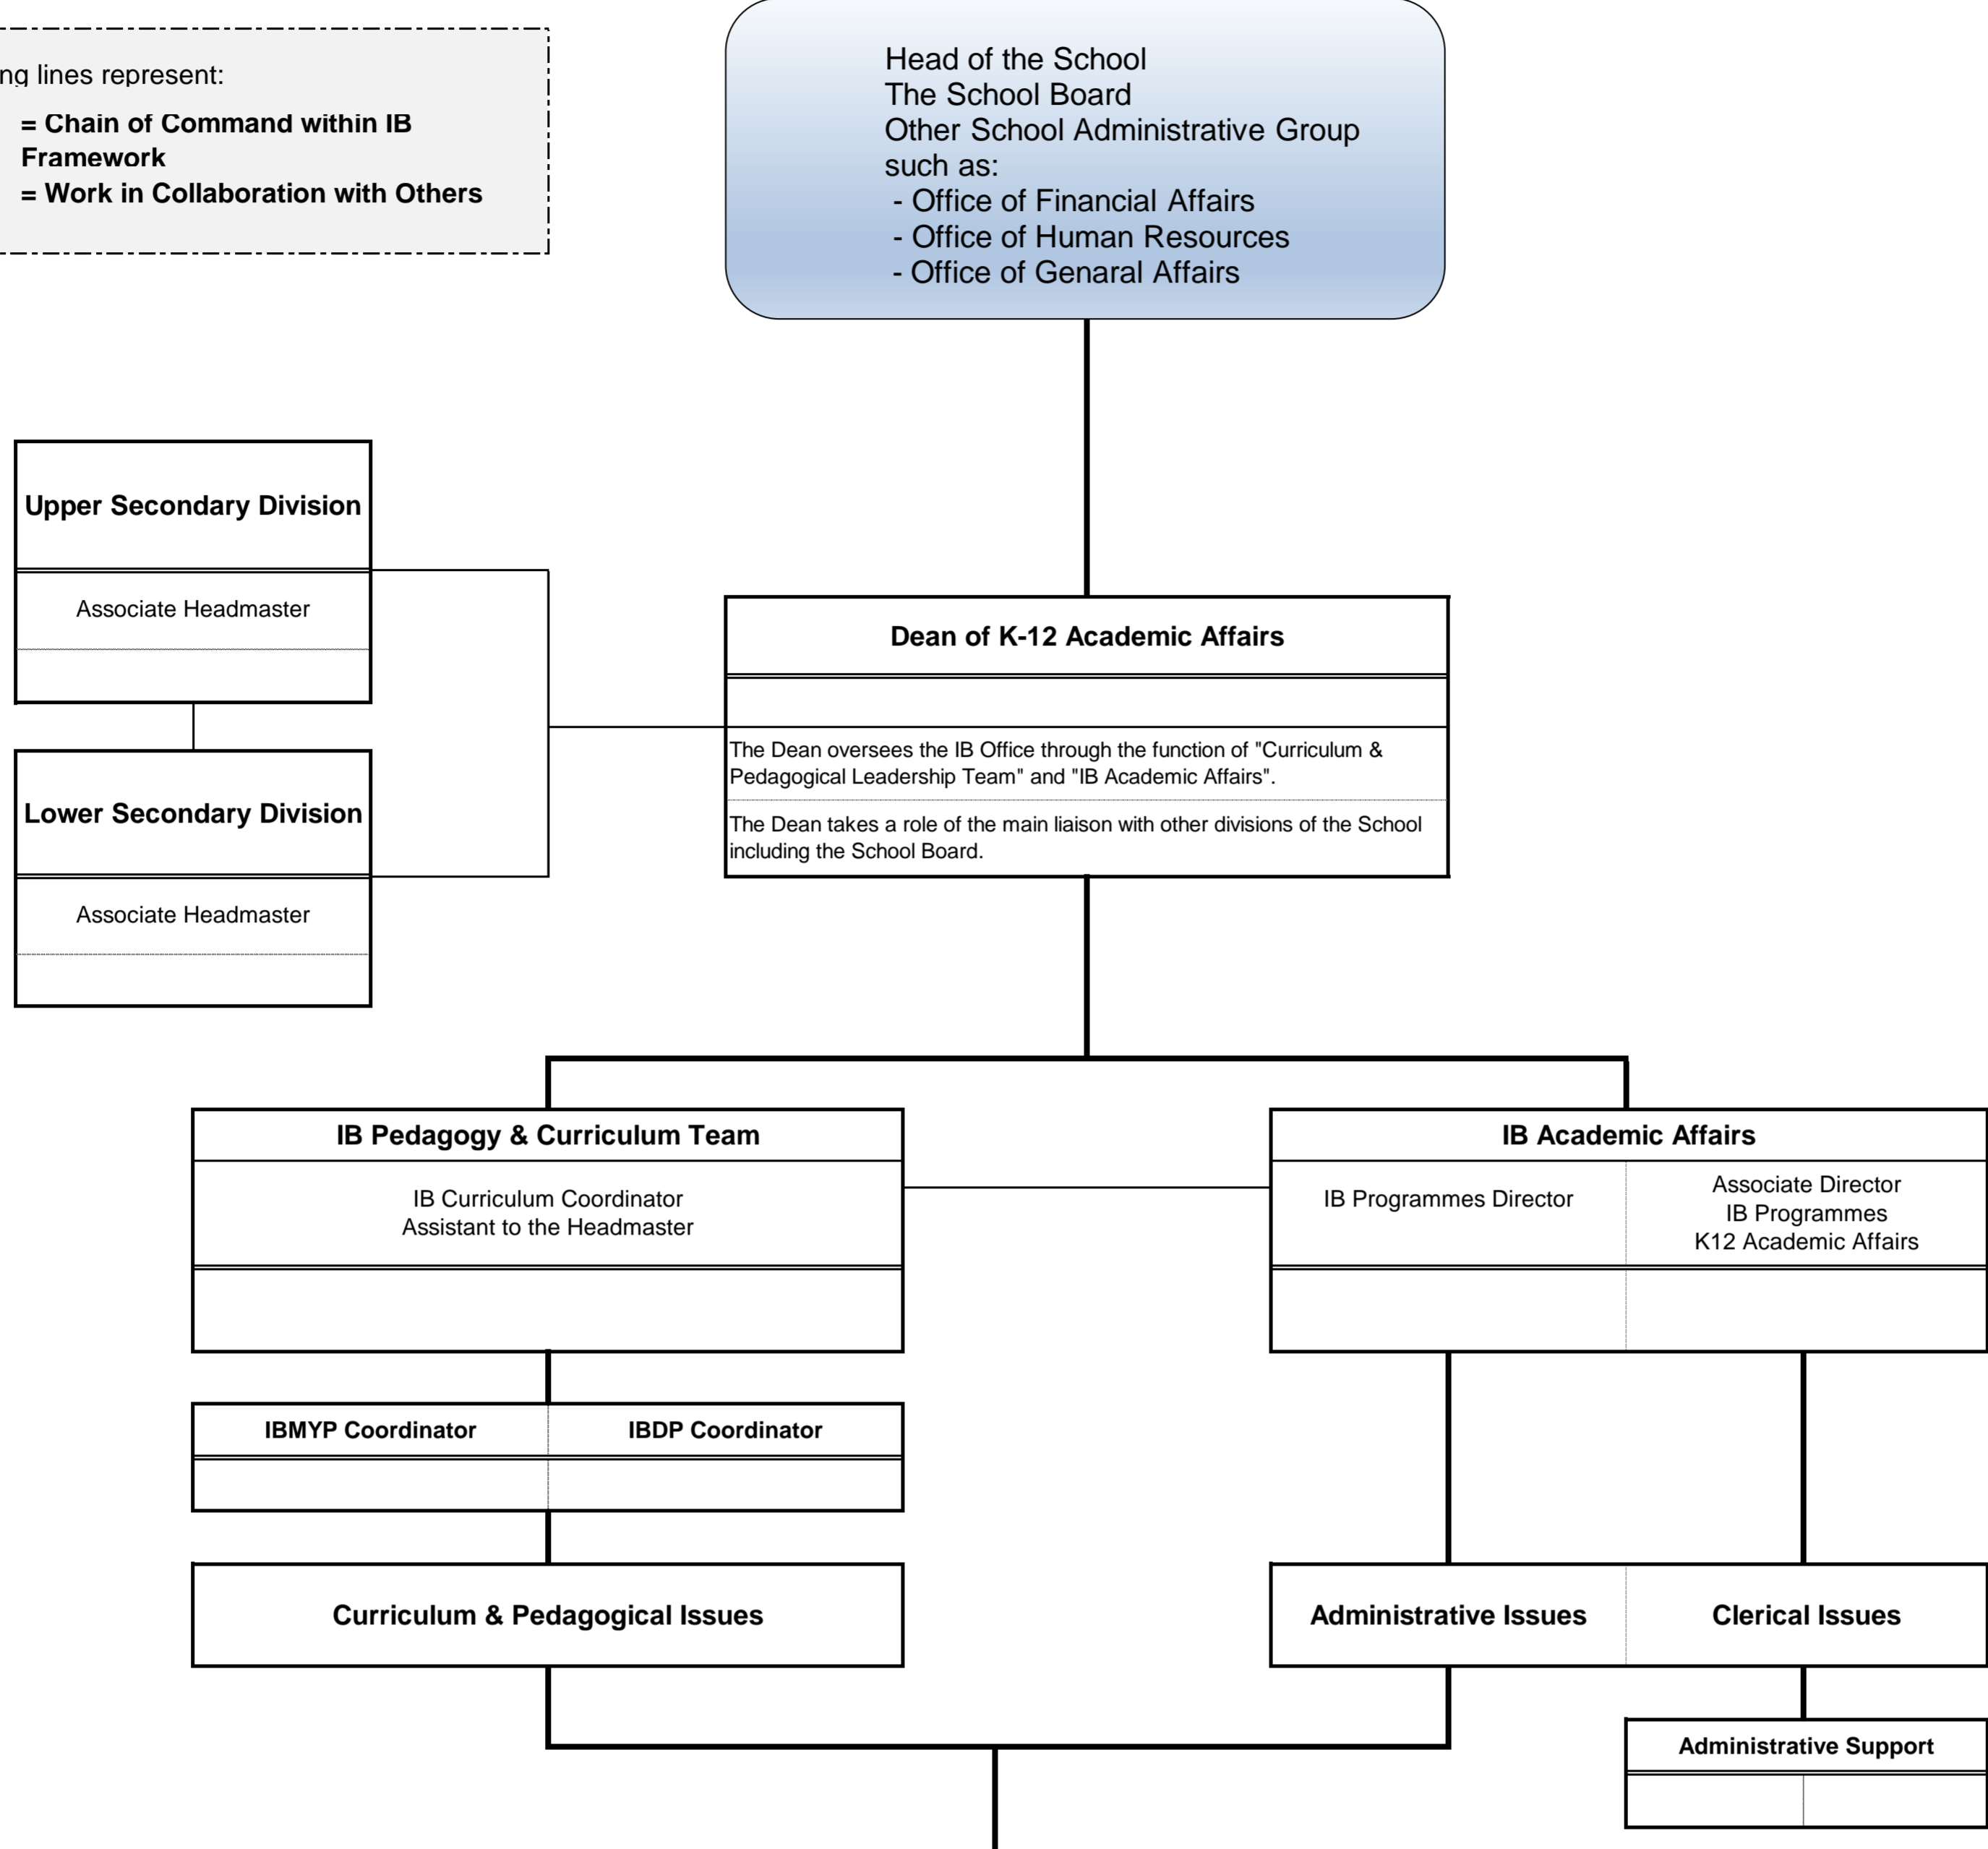 ng lines represent:
= Chain of Command within IB
Framework
= Work in Collaboration with Others
Head of the School
The School Board
Other School Administrative Group
such as:
- Office of Financial Affairs
- Office of Human Resources
- Office of Genaral Affairs
Upper Secondary Division
Associate Headmaster
Lower Secondary Division
Associate Headmaster
Dean of K-12 Academic Affairs
The Dean oversees the IB Office through the function of "Curriculum &
Pedagogical Leadership Team" and "IB Academic Affairs".
The Dean takes a role of the main liaison with other divisions of the School
including the School Board.
IB Pedagogy & Curriculum Team
IB Curriculum Coordinator
Assistant to the Headmaster
IB Academic Affairs
IB Programmes Director
Associate Director
IB Programmes
K12 Academic Affairs
IBMYP Coordinator
IBDP Coordinator
Curriculum & Pedagogical Issues
Administrative Issues
Clerical Issues
Administrative Support